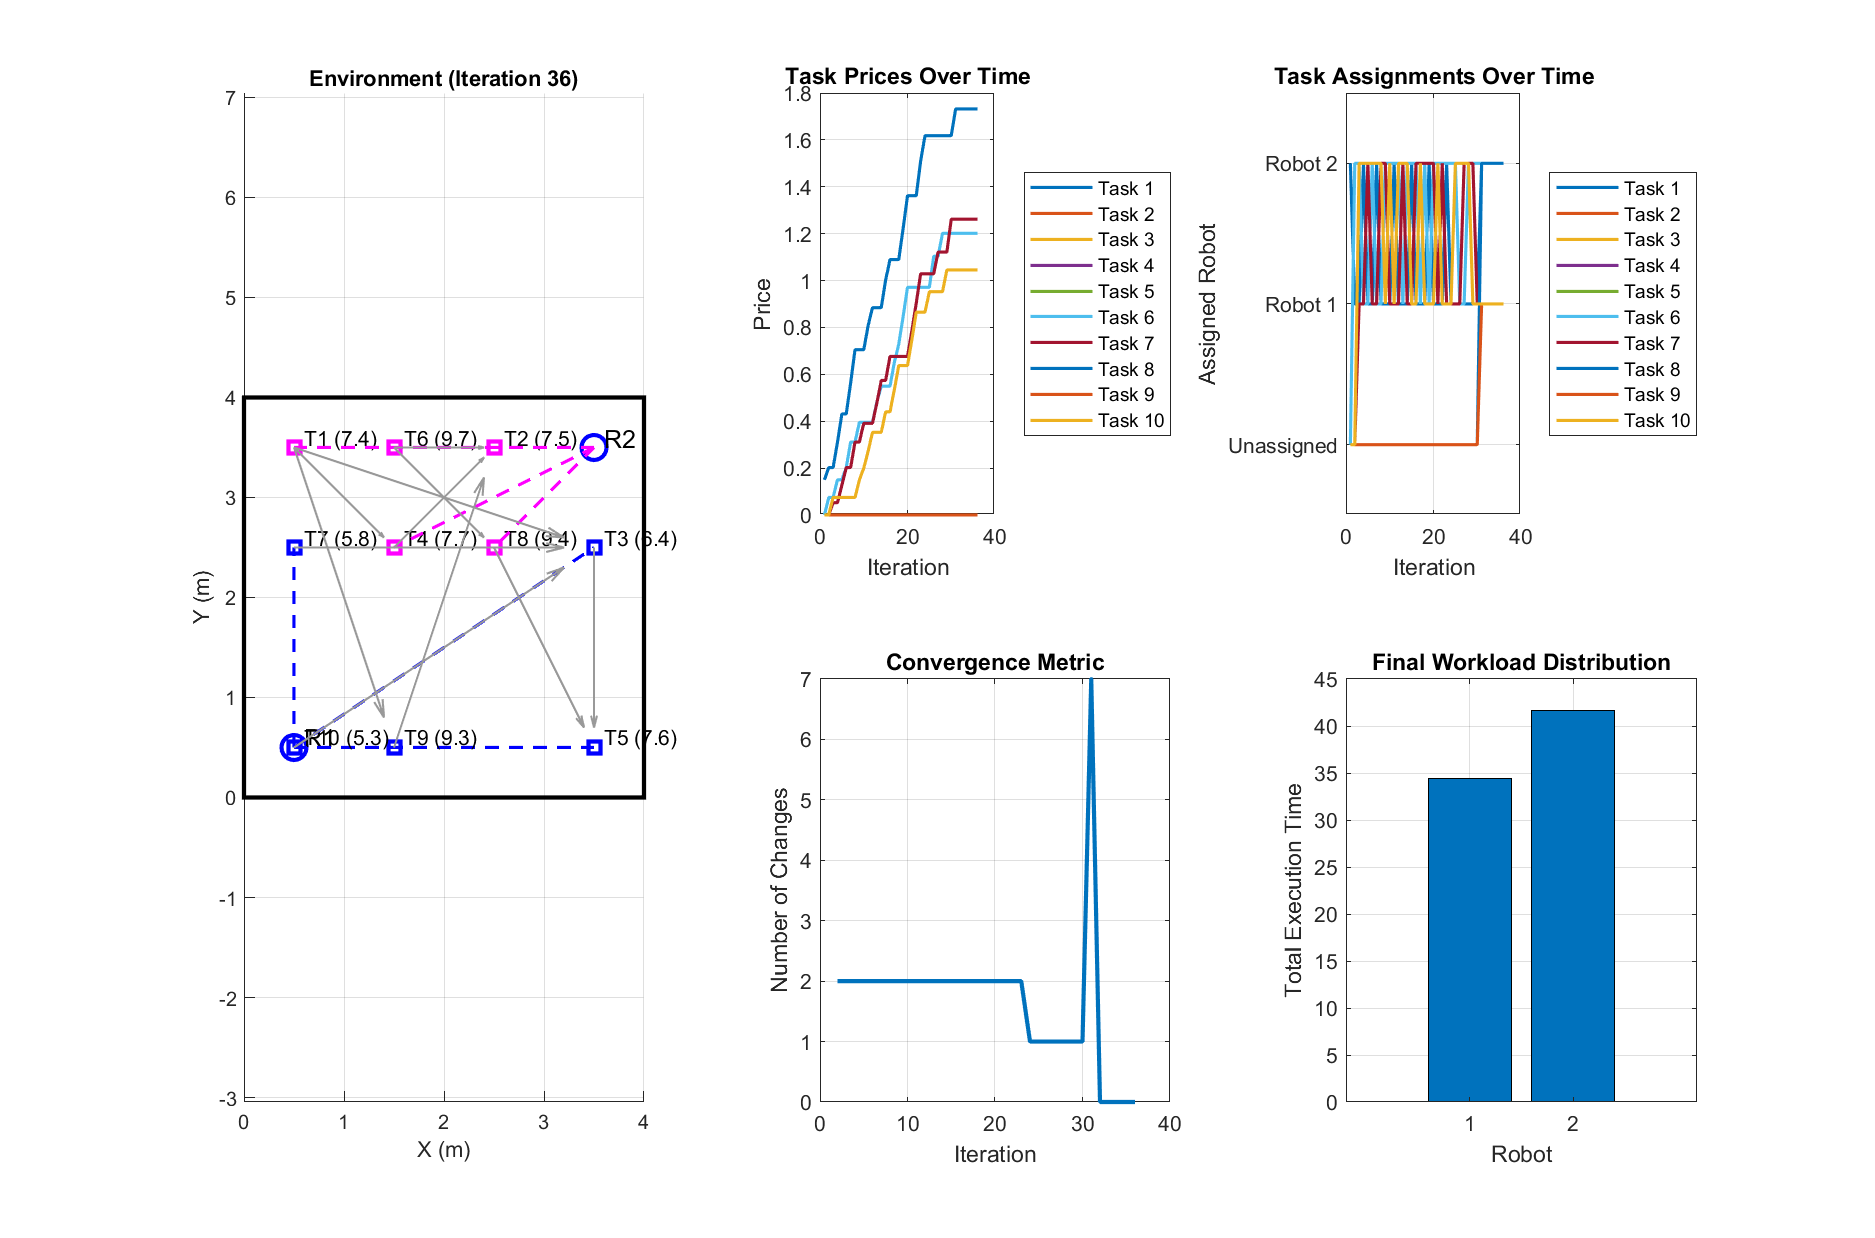 Environment (Iteration 36)
7
6
5
4
3
2
1
0
-1
-2
-3
0
1
2
3
4
X (m)
Y (m)
T1 (7.4)
T6 (9.7)
T2 (7.5)
R2
T7 (5.8)
T4 (7.7)
T8 (9.4)
T3 (6.4)
(5.3)
T9 (9.3)
T5 (7.6)
Task Prices Over Time
1.8
1.6
1.4
1.2
1
0.8
0.6
0.4
0.2
0
0
20
40
Iteration
Price
Task 1
Task 2
Task 3
Task 4
Task 5
Task 6
Task 7
Task 8
Task 9
Task 10
Task Assignments Over Time
Robot 2
Robot 1
Unassigned
0
20
40
Iteration
Assigned Robot
Task 1
Task 2
Task 3
Task 4
Task 5
Task 6
Task 7
Task 8
Task 9
Task 10
Convergence Metric
7
6
5
4
3
2
1
0
0
10
20
30
40
Iteration
Number of Changes
Final Workload Distribution
45
40
35
30
25
20
15
10
5
0
1
2
Robot
Total Execution Time